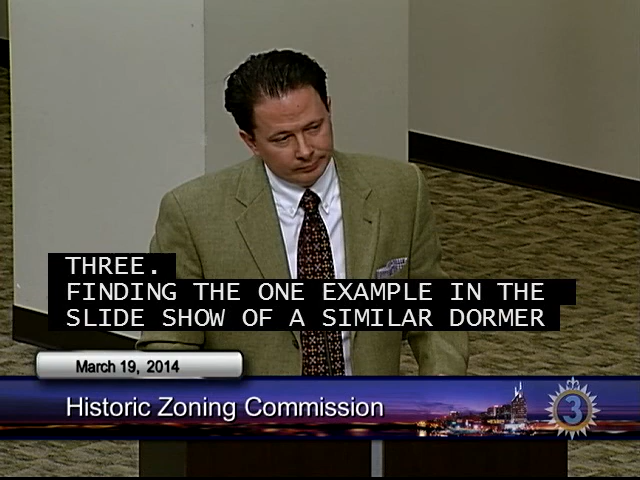 THREE.
FINDING THE ONE EXAMPLE IN THE
SLIDE SHOW OF A SIMILAR DORMER
March 19, 2014
Historic Zoning Commission
3